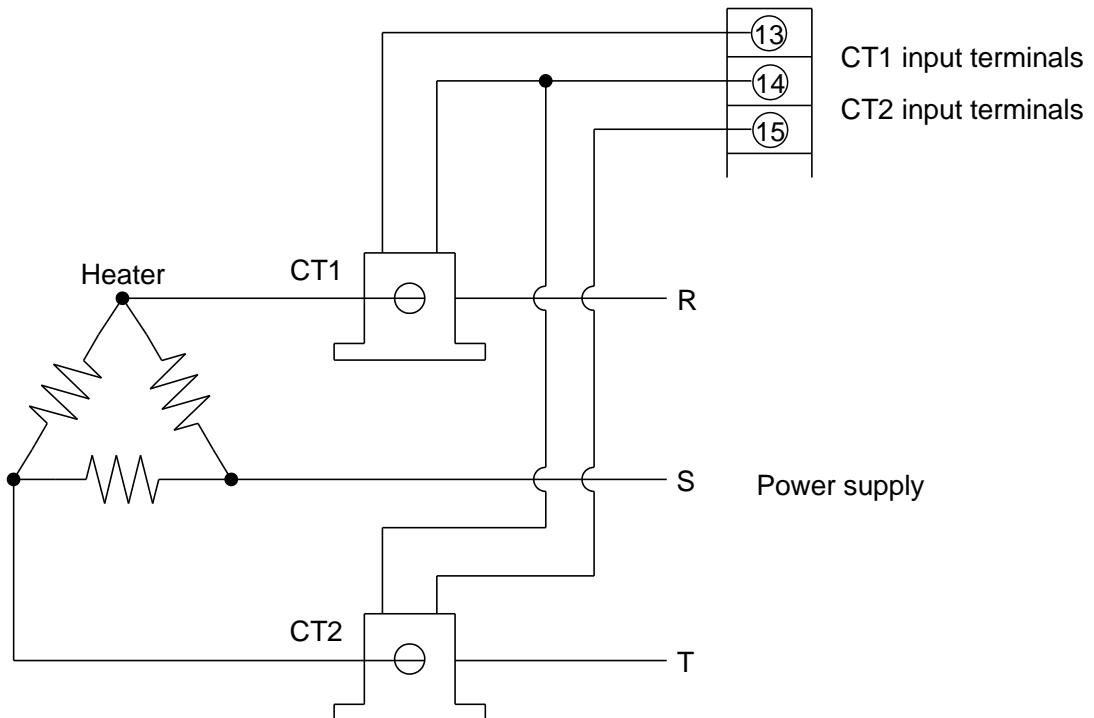 13
CT1 input terminals
14
CT2 input terminals
15
CT1
Heater
R
S
Power supply
CT2
T